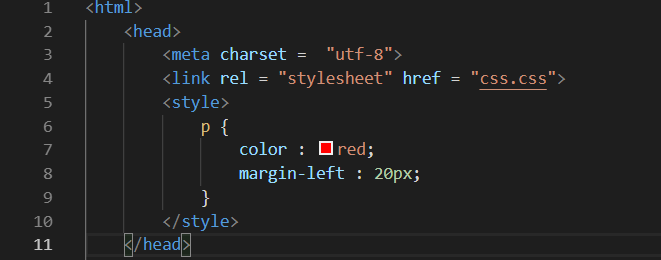 1 <html>
2 <head>
3 <meta charset =  "utf-8">
4 <link rel = "stylesheet" href = "css.css">
5 <style>
6 p {
7 color : red;
8 margin-left : 20px;
9 }
10 </style>
11 </head>